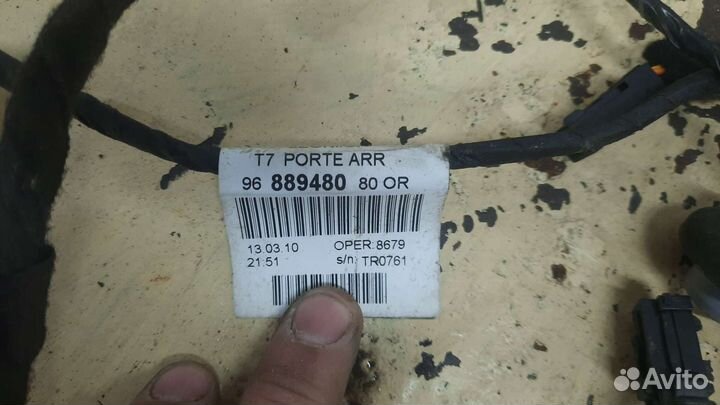 T7 PORTE ARR
96 889480 80 OR
13.03.10 OPER:8679
21:51 s/n: TR0761
Avito